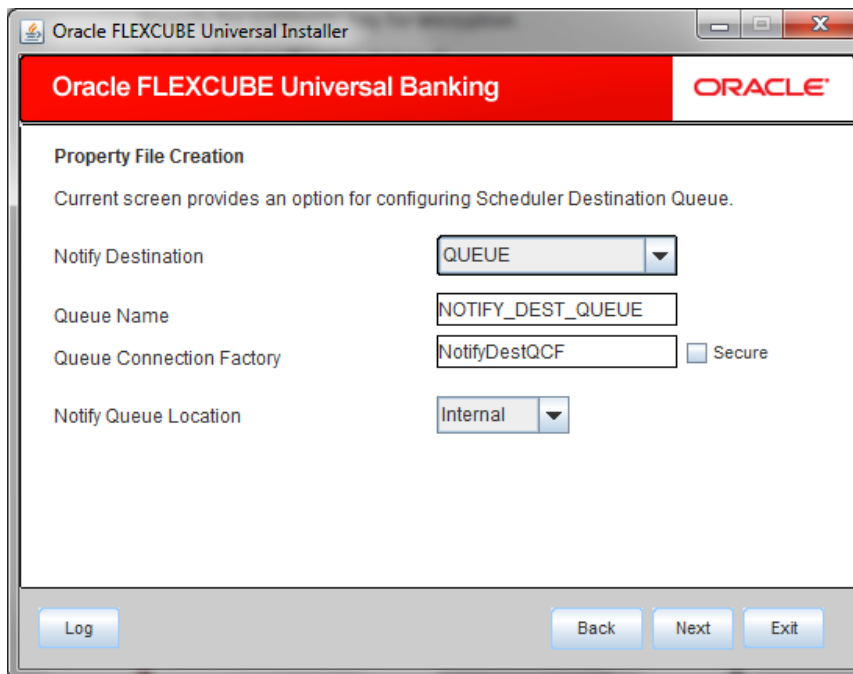 Oracle FLEXCUBE Universal Installer
Oracle FLEXCUBE Universal Banking
ORACLE
Property File Creation
Current screen provides an option for configuring Scheduler Destination Queue.
Notify Destination QUEUE
Queue Name NOTIFY_DEST_QUEUE
Queue Connection Factory NotifyDestQCF Secure
Notify Queue Location Internal
Log Back Next Exit